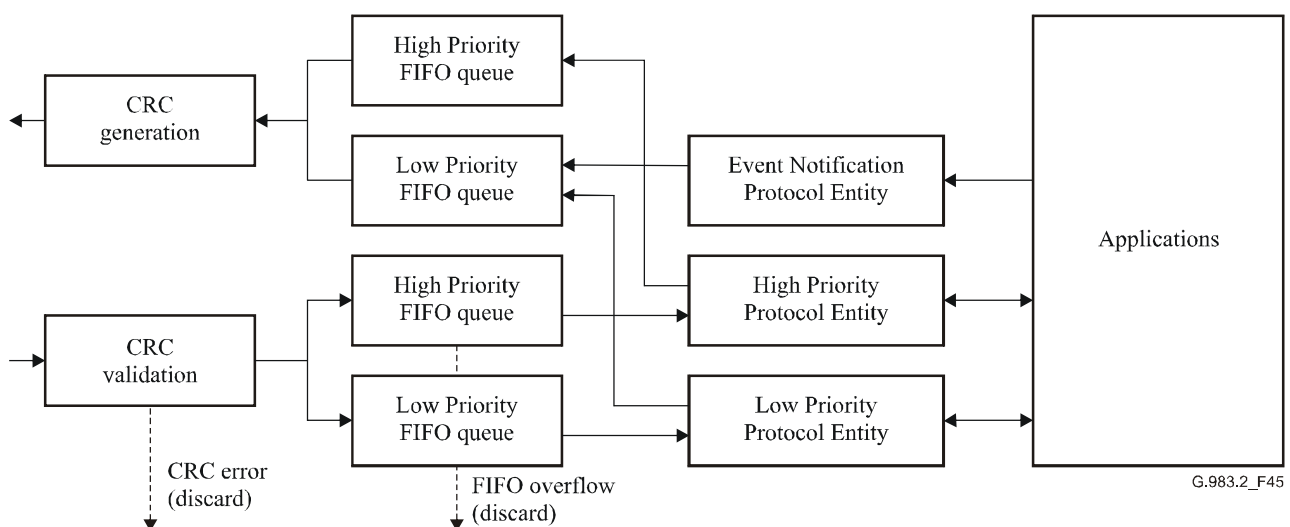 High Priority
FIFO queue
CRC
generation
Low Priority
FIFO queue
Event Notification
Protocol Entity
Applications
High Priority
FIFO queue
High Priority
Protocol Entity
CRC
validation
Low Priority
FIFO queue
Low Priority
Protocol Entity
CRC error
(discard)
FIFO overflow
(discard)
G.983.2_F45